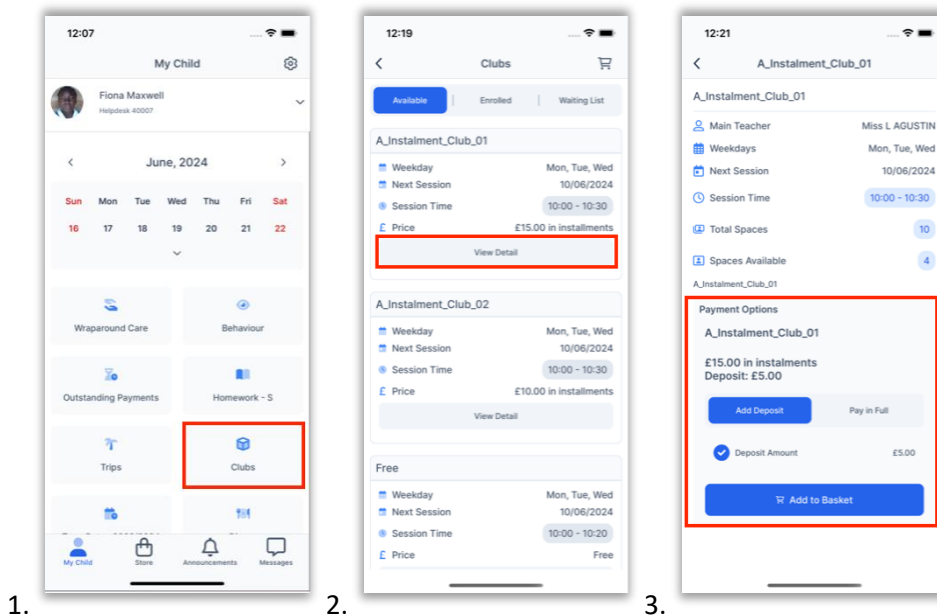 12:07
My Child
Fiona Maxwell
Helpdesk 40007
June, 2024
Sun Mon Tue Wed Thu Fri Sat
16 17 18 19 20 21 22
Wraparound Care
Behaviour
Outstanding Payments
Homework - S
Trips
Clubs
My Child
Store
Announcements
Messages
1.
12:19
Clubs
Available
Enrolled
Waiting List
A_Instalment_Club_01
Weekday Mon, Tue, Wed
Next Session 10/06/2024
Session Time 10:00 - 10:30
£ Price £15.00 in installments
View Detail
A_Instalment_Club_02
Weekday Mon, Tue, Wed
Next Session 10/06/2024
Session Time 10:00 - 10:30
£ Price £10.00 in installments
View Detail
Free
Weekday Mon, Tue, Wed
Next Session 10/06/2024
Session Time 10:00 - 10:20
£ Price Free
2.
12:21
A_Instalment_Club_01
A_Instalment_Club_01
Main Teacher Miss L AGUSTIN
Weekdays Mon, Tue, Wed
Next Session 10/06/2024
Session Time 10:00 - 10:30
Total Spaces 10
Spaces Available 4
A_Instalment_Club_01
Payment Options
A_Instalment_Club_01
£15.00 in instalments
Deposit: £5.00
Add Deposit
Pay in Full
Deposit Amount £5.00
Add to Basket
3.